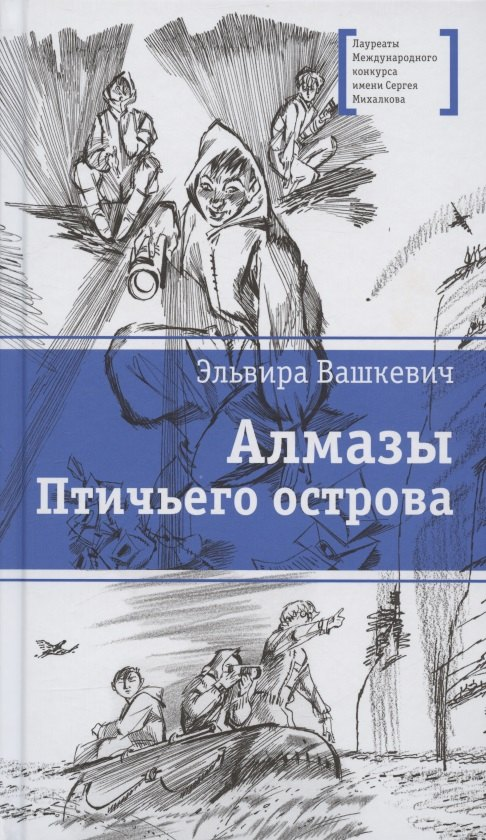 Лауреаты
Международного
конкурса
имени Сергея
Михалкова
Эльвира Вашкевич
Алмазы
Птичьего острова